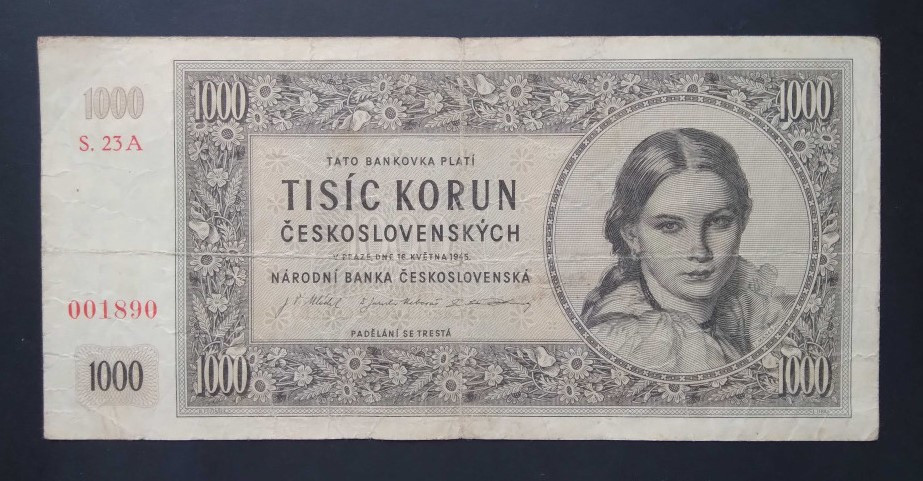 1000
S. 23 A
001890
1000
1000
1000
TATO BANKOVKA PLATÍ
TISÍC KORUN
ČESKOSLOVENSKÝCH
V PRAZE, DNE 16. KVĚTNA 1945.
NÁRODNÍ BANKA ČESKOSLOVENSKÁ
PADĚLÁNÍ SE TRESTÁ
1000
1000